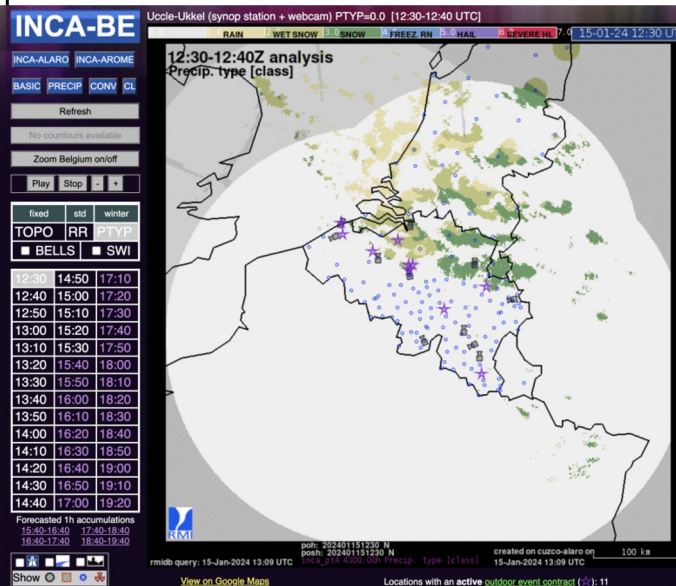 INCA-BE
INCA-ALARO INCA-AROME
BASIC PRECIP CONV CL
Refresh
No countours available
Zoom Belgium on/off
Play Stop - +
fixed std winter
TOPO RR PTYP
BELLS SWI
12:30 14:50 17:10
12:40 15:00 17:20
12:50 15:10 17:30
13:00 15:20 17:40
13:10 15:30 17:50
13:20 15:40 18:00
13:30 15:50 18:10
13:40 16:00 18:20
13:50 16:10 18:30
14:00 16:20 18:40
14:10 16:30 18:50
14:20 16:40 19:00
14:30 16:50 19:10
14:40 17:00 19:20
Forecasted 1h accumulations
15:40-16:40 17:40-18:40
16:40-17:40 18:40-19:40
Show
Uccle-Ukkel (synop station + webcam) PTYP=0.0 [12:30-12:40 UTC]
RAIN WET SNOW SNOW FREEZ. RN HAIL SEVERE HL 7.0 15-01-24 12:30 U
12:30-12:40Z analysis
Precip. type [class]
RMI
poh: 202401151230 N
posh: 202401151230 N
rmidb query: 15-Jan-2024 13:09 UTC
created on cuzco-alaro on
15-Jan-2024 13:09 UTC
100 km
View on Google Maps
Locations with an active outdoor event contract (☆): 11